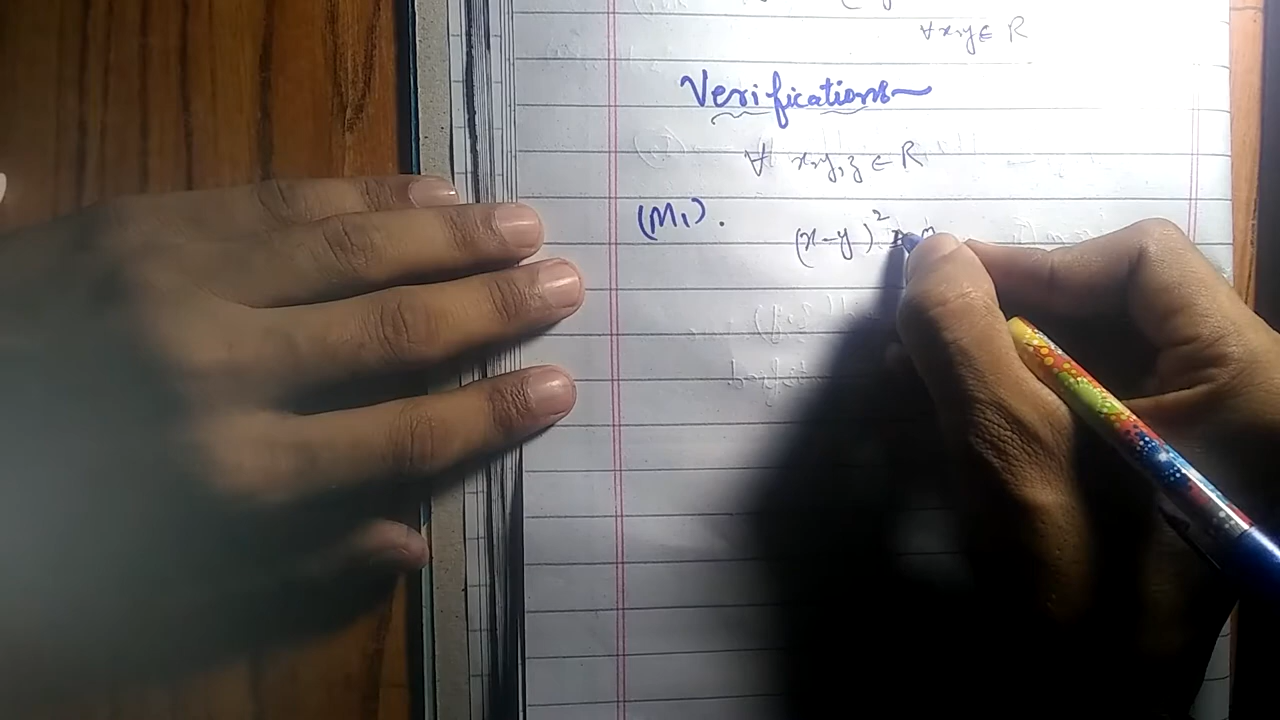 ∀ x, y ∈ R
Verifications
∀ x, y, z ∈ R
(M₁).
(x-y)²